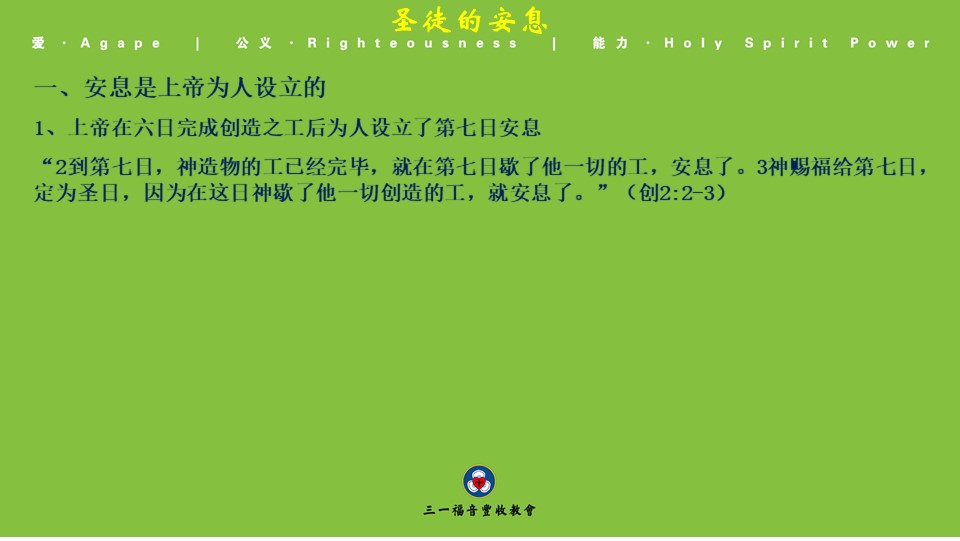 圣徒的安息
爱·Agape | 公义·Righteousness | 能力·Holy Spirit Power
一、安息是上帝为人设立的
1、上帝在六日完成创造之工后为人设立了第七日安息
“2到第七日，神造物的工已经完毕，就在第七日歇了他一切的工，安息了。3神赐福给第七日，
定为圣日，因为在这日神歇了他一切创造的工，就安息了。”（创2:2-3）
三一福音豐收教會